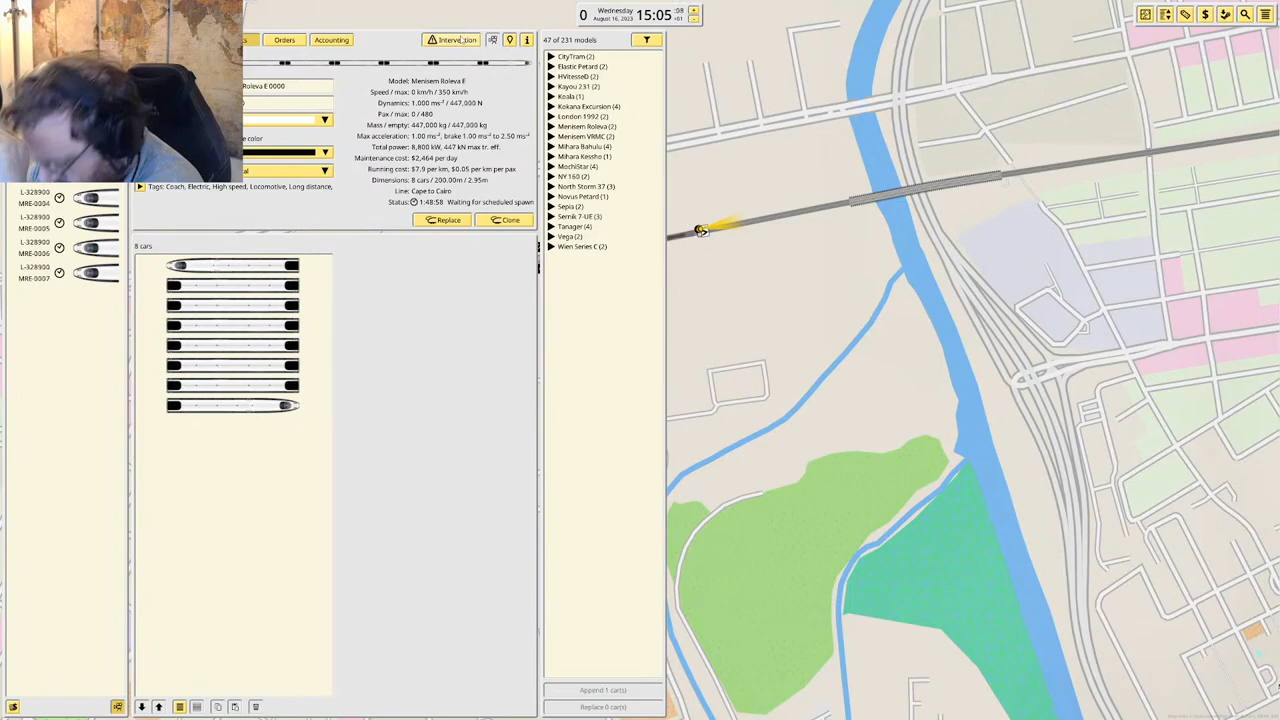 0
Wednesday
August 16, 2023
15:05
:08
×01
Orders
Accounting
Intervention
47 of 231 models
Roleva E 0000
Model: Menisem Roleva E
Speed / max: 0 km/h / 350 km/h
Dynamics: 1.000 ms⁻² / 447,000 N
Pax / max: 0 / 480
Mass / empty: 447,000 kg / 447,000 kg
Max acceleration: 1.00 ms⁻², brake 1.00 ms⁻² to 2.50 ms⁻²
Total power: 8,800 kW, 447 kN max tr. eff.
Maintenance cost: $2,464 per day
Running cost: $7.9 per km, $0.05 per km per pax
Dimensions: 8 cars / 200.00m / 2.95m
Line: Cape to Cairo
Status: 1:48:58 Waiting for scheduled spawn
e color
Tags: Coach, Electric, High speed, Locomotive, Long distance,
Replace
Clone
8 cars
L-328900
MRE-0004
L-328900
MRE-0005
L-328900
MRE-0006
L-328900
MRE-0007
CityTram (2)
Elastic Petard (2)
HVitesseD (2)
Kayou 231 (2)
Koala (1)
Kokana Excursion (4)
London 1992 (2)
Menisem Roleva (2)
Menisem VRMC (2)
Mihara Bahulu (4)
Mihara Kessho (1)
MochiStar (4)
NY 160 (2)
North Storm 37 (3)
Novus Petard (1)
Sepia (2)
Sernik 7-UE (3)
Tanager (4)
Vega (2)
Wien Series C (2)
Append 1 car(s)
Replace 0 car(s)